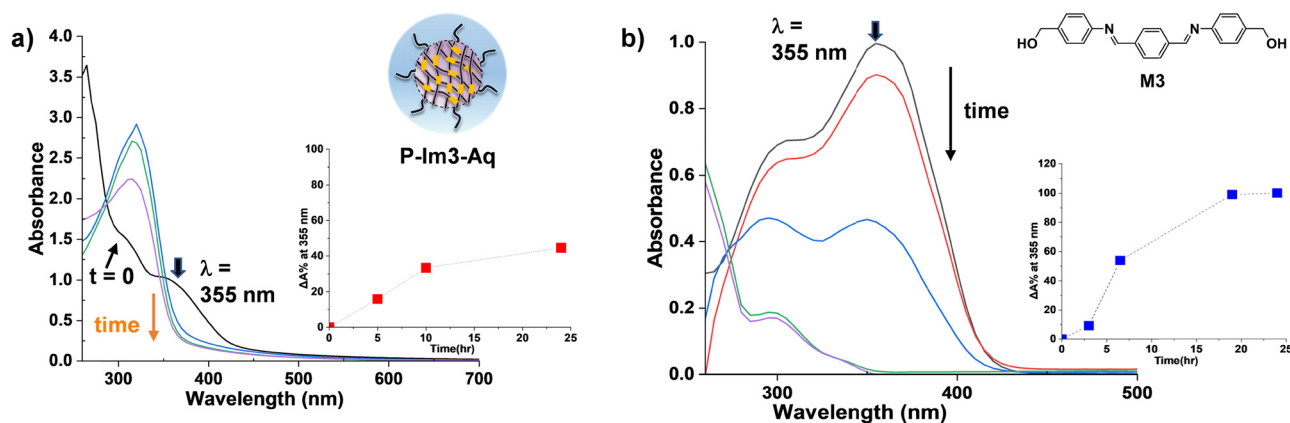 a)
4.0
3.5
3.0
2.5
2.0
1.5
1.0
0.5
0.0
Absorbance
300
400
500
600
700
Wavelength (nm)
t = 0
time
λ =
355 nm
P-Im3-Aq
100
80
60
40
20
0
ΔA% at 355 nm
0
5
10
15
20
25
Time(hr)
b)
1.0
0.8
0.6
0.4
0.2
0.0
Absorbance
300
400
500
Wavelength (nm)
λ =
355 nm
time
HO
N
N
OH
M3
120
100
80
60
40
20
0
ΔA% at 355 nm
0
5
10
15
20
25
Time(hr)